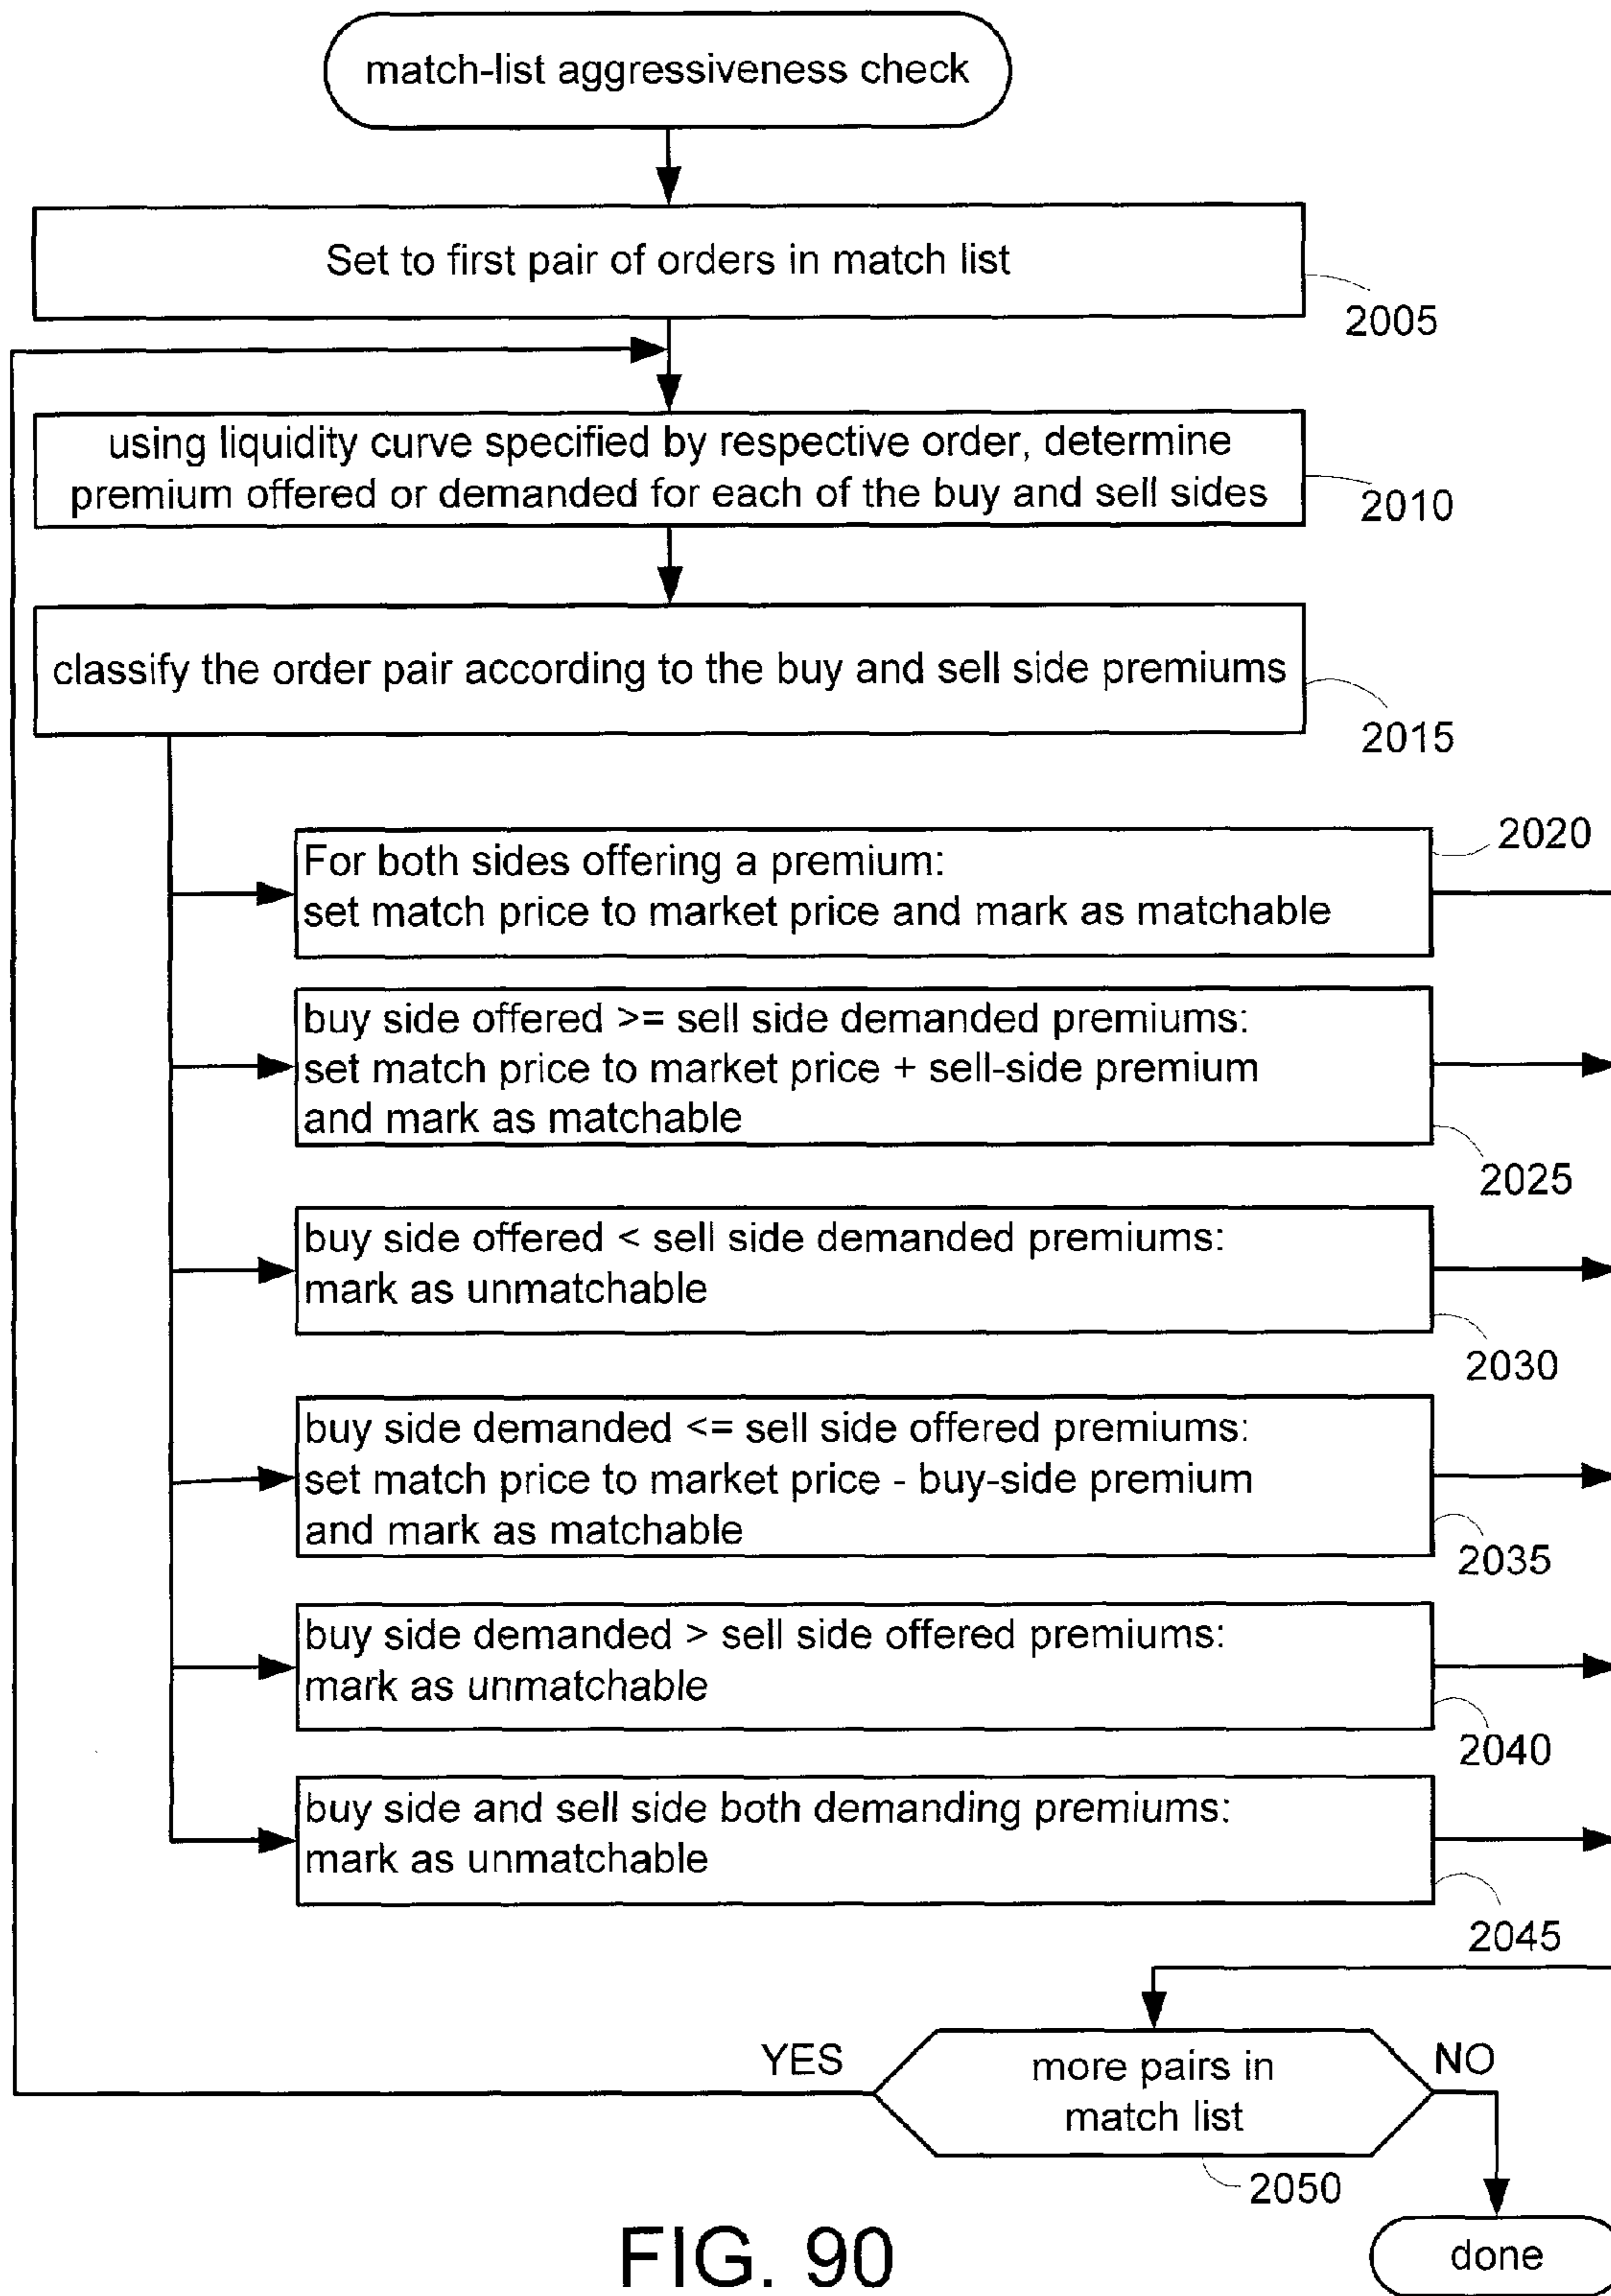 match-list aggressiveness check
Set to first pair of orders in match list
2005
using liquidity curve specified by respective order, determine
premium offered or demanded for each of the buy and sell sides
2010
classify the order pair according to the buy and sell side premiums
2015
2020
For both sides offering a premium:
set match price to market price and mark as matchable
buy side offered >= sell side demanded premiums:
set match price to market price + sell-side premium
and mark as matchable
2025
buy side offered < sell side demanded premiums:
mark as unmatchable
2030
buy side demanded <= sell side offered premiums:
set match price to market price - buy-side premium
and mark as matchable
2035
buy side demanded > sell side offered premiums:
mark as unmatchable
2040
buy side and sell side both demanding premiums:
mark as unmatchable
2045
YES
more pairs in
match list
NO
2050
done
FIG. 90